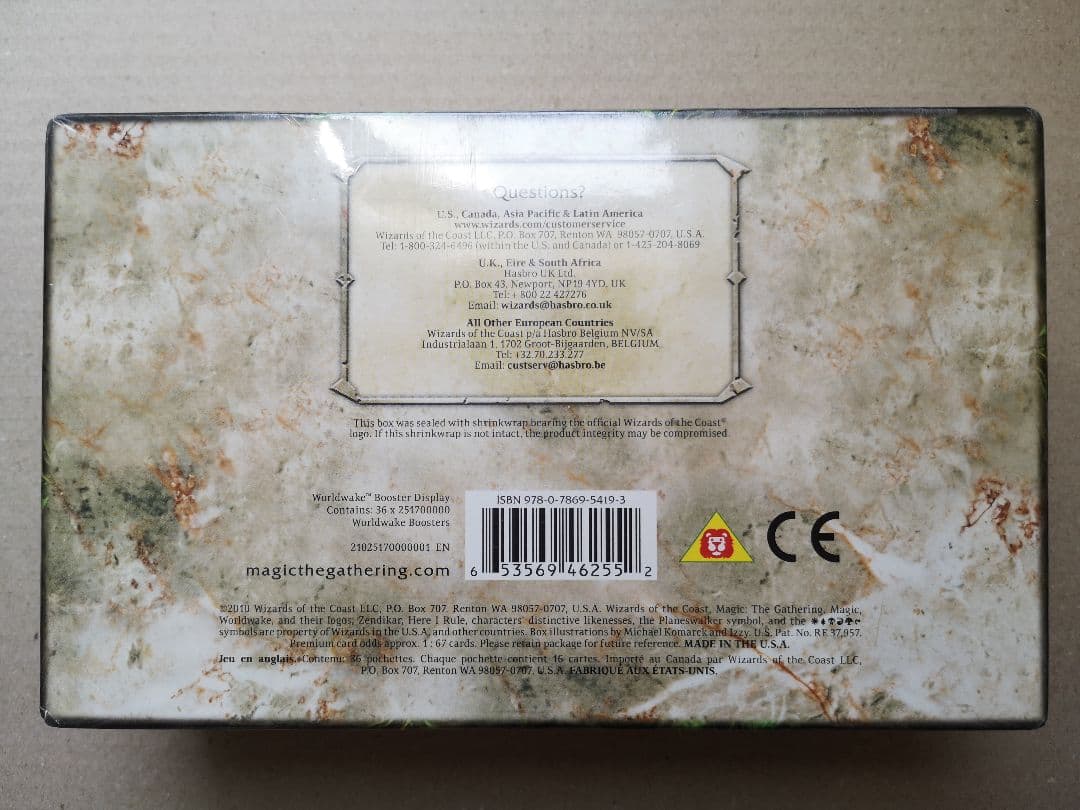 Questions?
U.S., Canada, Asia Pacific & Latin America
www.wizards.com/customerservice
Wizards of the Coast LLC, P.O. Box 707, Renton WA 98057-0707, U.S.A.
Tel: 1-800-324-6496 (within the U.S. and Canada) or 1-425-204-8069
U.K., Eire & South Africa
Hasbro UK Ltd.
P.O. Box 43, Newport, NP19 4YD, UK
Tel: + 800 22 427276
Email: wizards@hasbro.co.uk
All Other European Countries
Wizards of the Coast p/a Hasbro Belgium NV/SA
Industrialaan 1, 1702 Groot-Bijgaarden, BELGIUM
Tel: +32.70.233.277
Email: custserv@hasbro.be
This box was sealed with shrinkwrap bearing the official Wizards of the Coast®
logo. If this shrinkwrap is not intact, the product integrity may be compromised.
Worldwake™ Booster Display
Contains: 36 x 251700000
Worldwake Boosters
21025170000001 EN
magicthegathering.com
ISBN 978-0-7869-5419-3
6 53569 46255 2
CE
©2010 Wizards of the Coast LLC, P.O. Box 707, Renton WA 98057-0707, U.S.A. Wizards of the Coast, Magic: The Gathering, Magic,
Worldwake, and their logos, Zendikar, Here I Rule, characters' distinctive likenesses, the Planeswalker symbol, and the
symbols are property of Wizards in the U.S.A. and other countries. Box illustrations by Michael Komarck and Izzy. U.S. Pat. No. RE 37,957.
Premium card odds approx. 1 : 67 cards. Please retain package for future reference. MADE IN THE U.S.A.
Jeu en anglais. Contenu: 36 pochettes. Chaque pochette contient 16 cartes. Importé au Canada par Wizards of the Coast LLC,
P.O. Box 707, Renton WA 98057-0707, U.S.A. FABRIQUÉ AUX ÉTATS-UNIS.